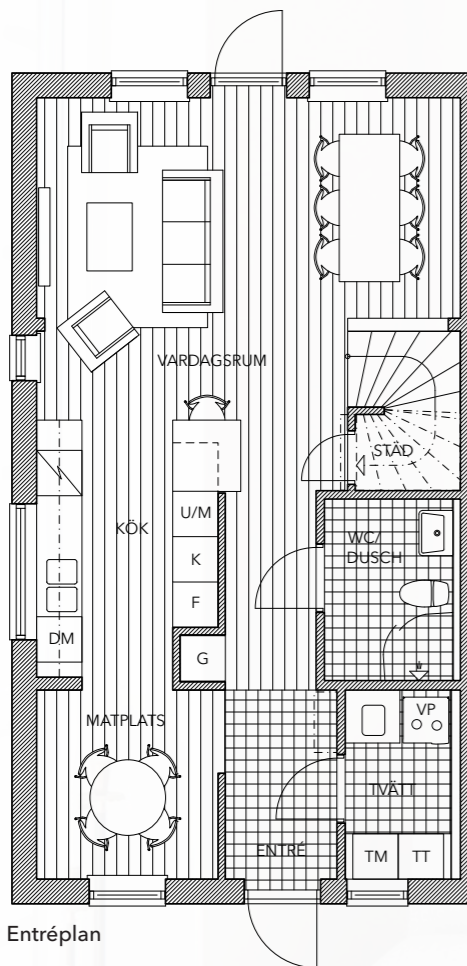 VARDAGSRUM
STÄD
U/M
KÖK
WC/
DUSCH
K
F
DM
G
MATPLATS
VP
TVÄTT
ENTRÉ
TM
TT
Entréplan